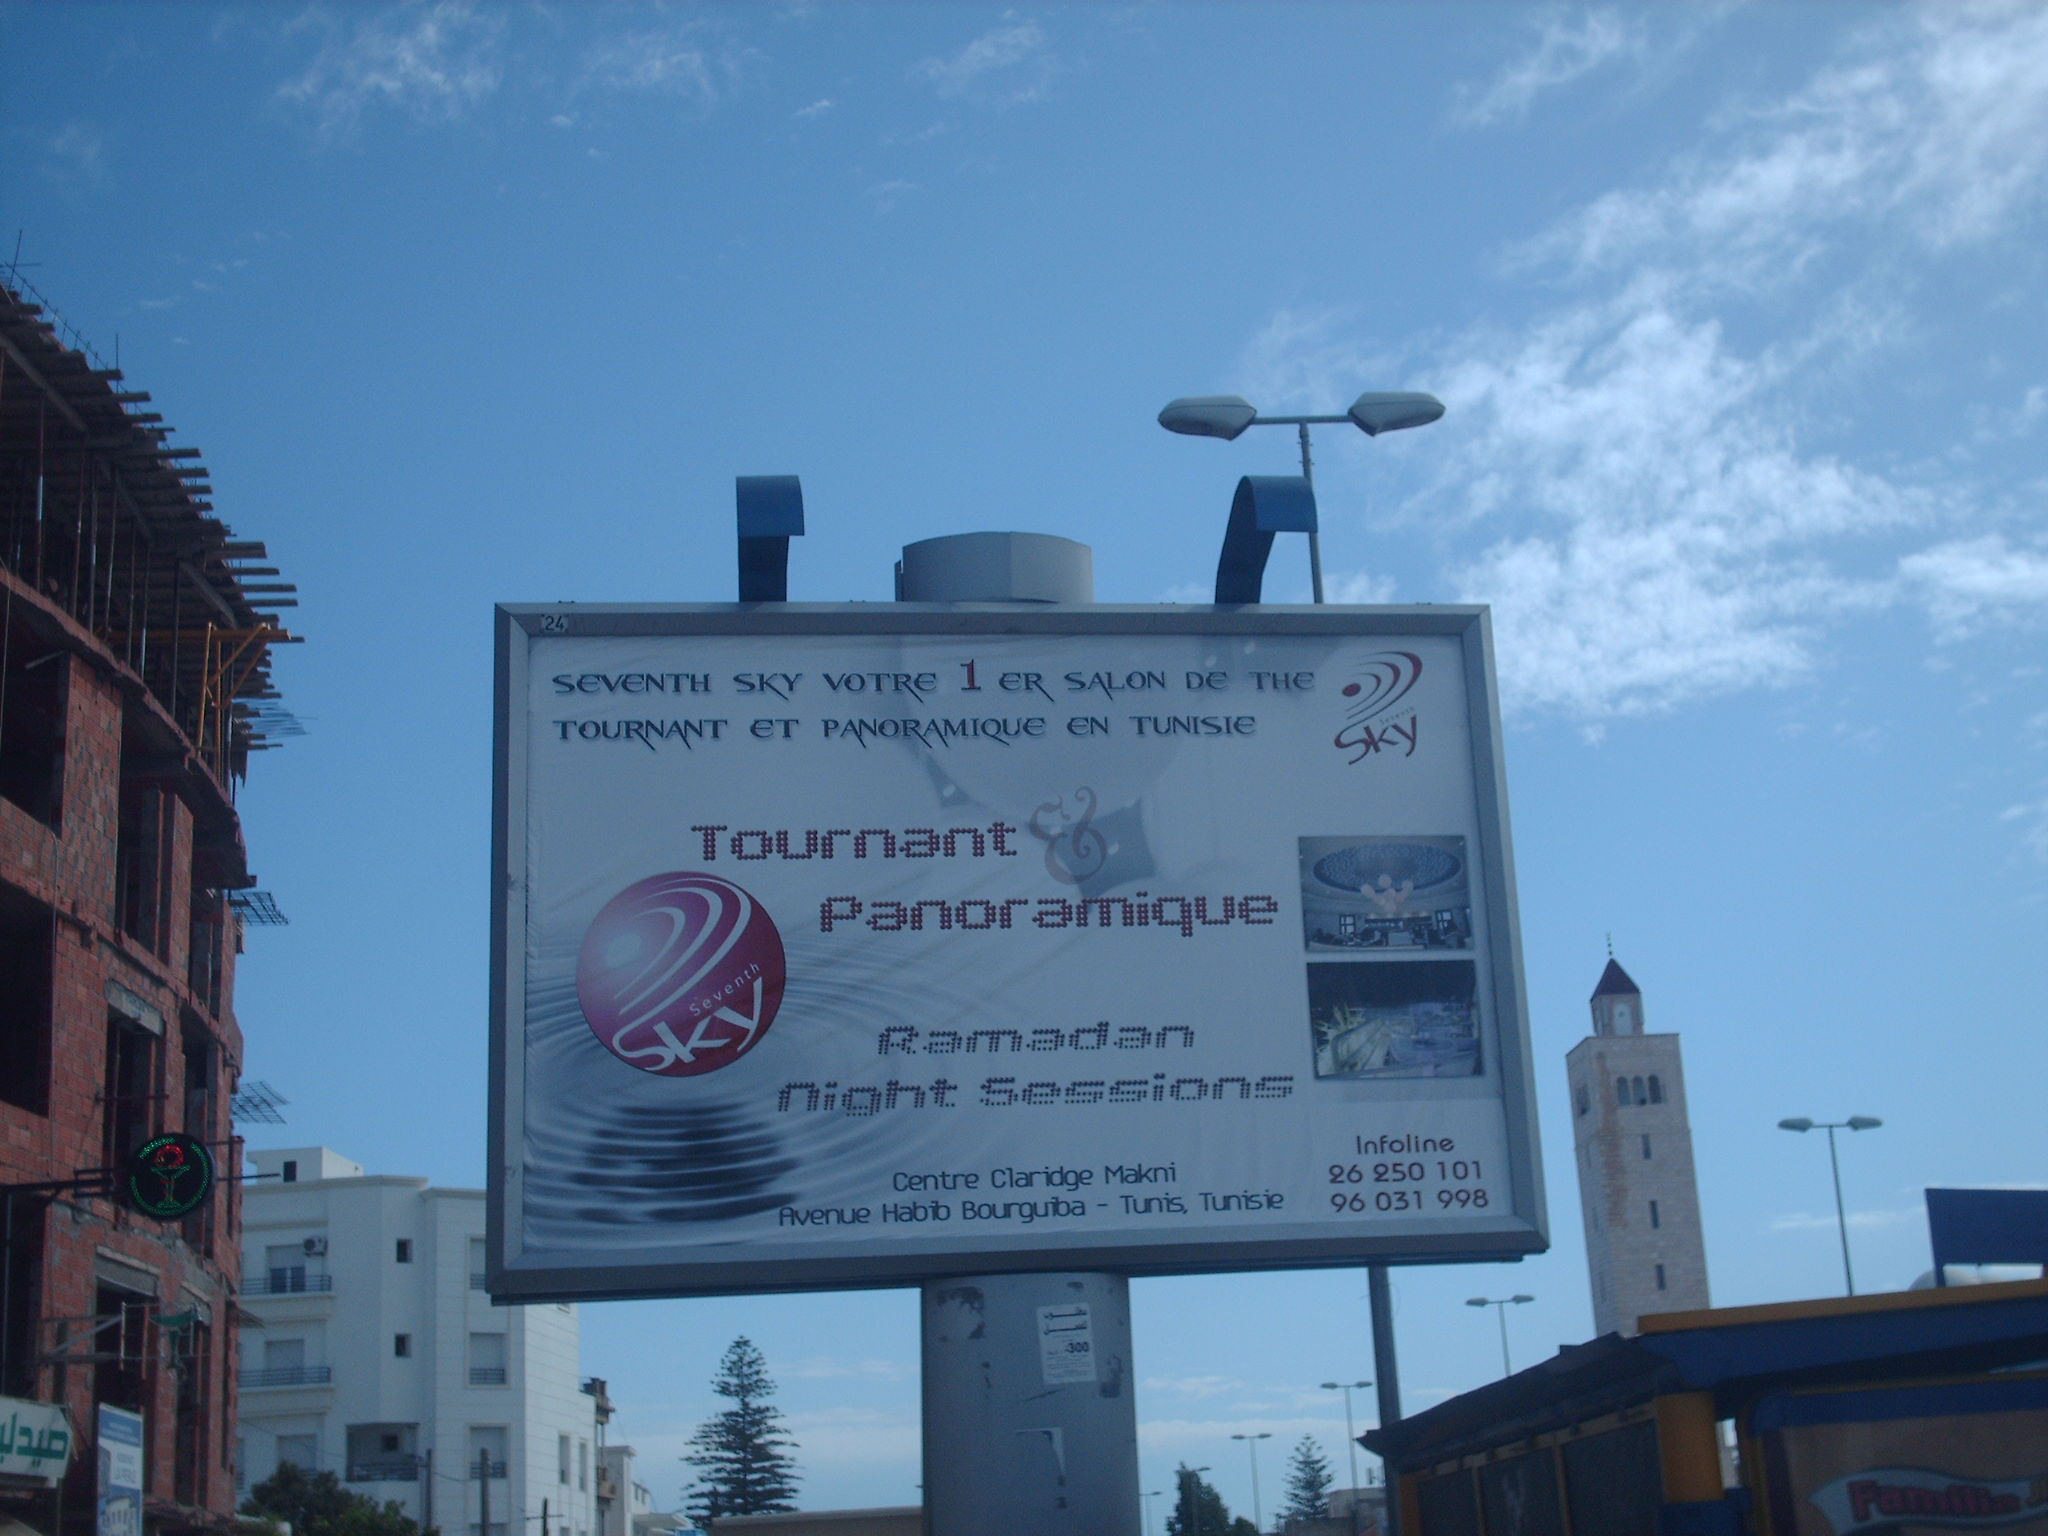 24
SEVENTH SKY VOTRE 1 ER SALON DE THE
TOURNANT ET PANORAMIQUE EN TUNISIE
Seventh
Sky
Tournant &
Panoramique
Seventh
Sky
Ramadan
Night Sessions
Centre Claridge Makni
Avenue Habib Bourguiba - Tunis, Tunisie
Infoline
26 250 101
96 031 998
300
Familia